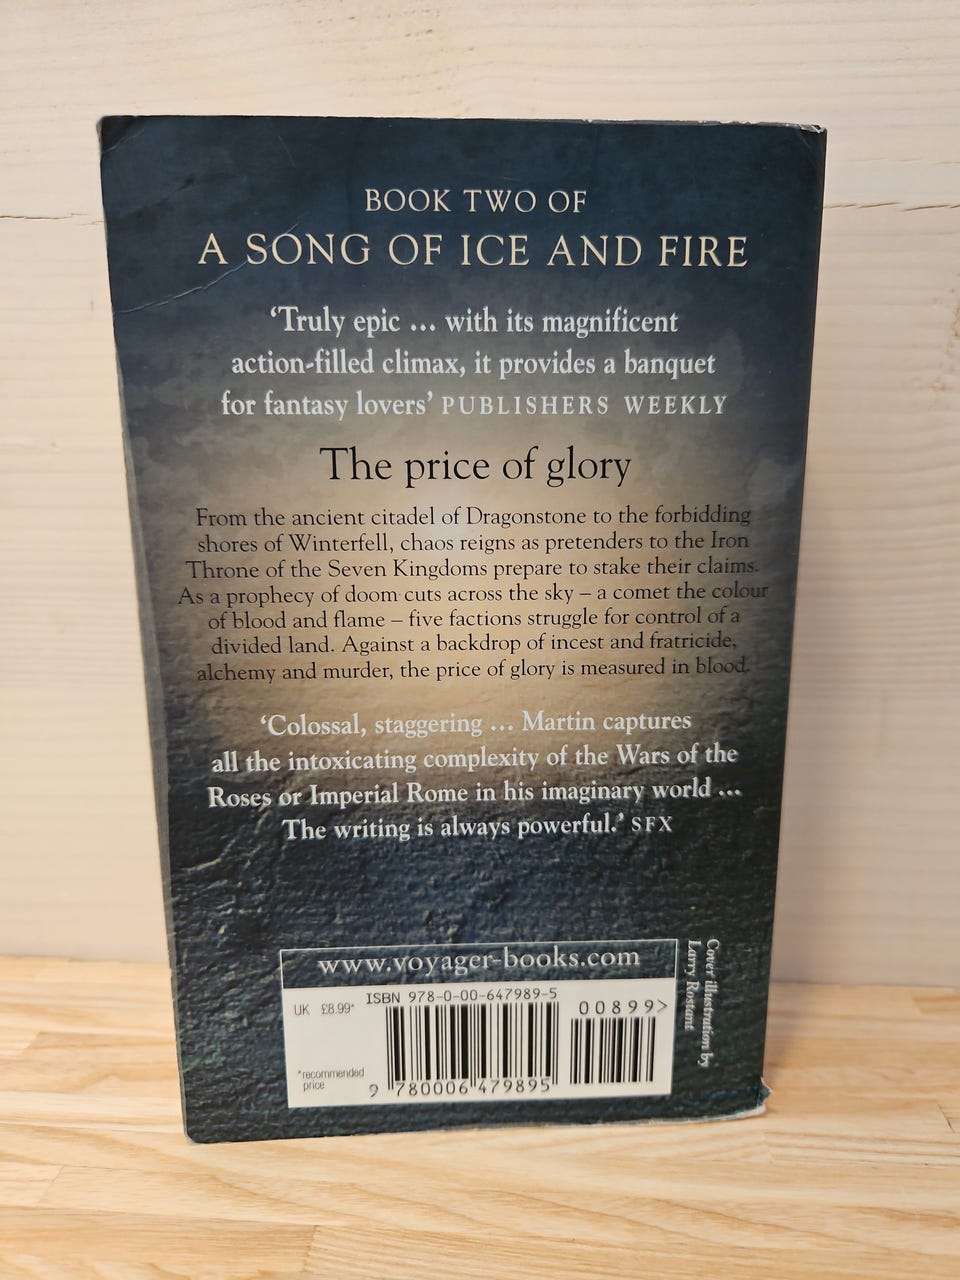 BOOK TWO OF
A SONG OF ICE AND FIRE
‘Truly epic ... with its magnificent
action-filled climax, it provides a banquet
for fantasy lovers’ PUBLISHERS WEEKLY
The price of glory
From the ancient citadel of Dragonstone to the forbidding
shores of Winterfell, chaos reigns as pretenders to the Iron
Throne of the Seven Kingdoms prepare to stake their claims.
As a prophecy of doom cuts across the sky – a comet the colour
of blood and flame – five factions struggle for control of a
divided land. Against a backdrop of incest and fratricide,
alchemy and murder, the price of glory is measured in blood.
‘Colossal, staggering ... Martin captures
all the intoxicating complexity of the Wars of the
Roses or Imperial Rome in his imaginary world ...
The writing is always powerful.’ SFX
www.voyager-books.com
ISBN 978-0-00-647989-5
UK £8.99*
00899>
*recommended
price
9 780006 479895
Cover illustration by
Larry Rostant